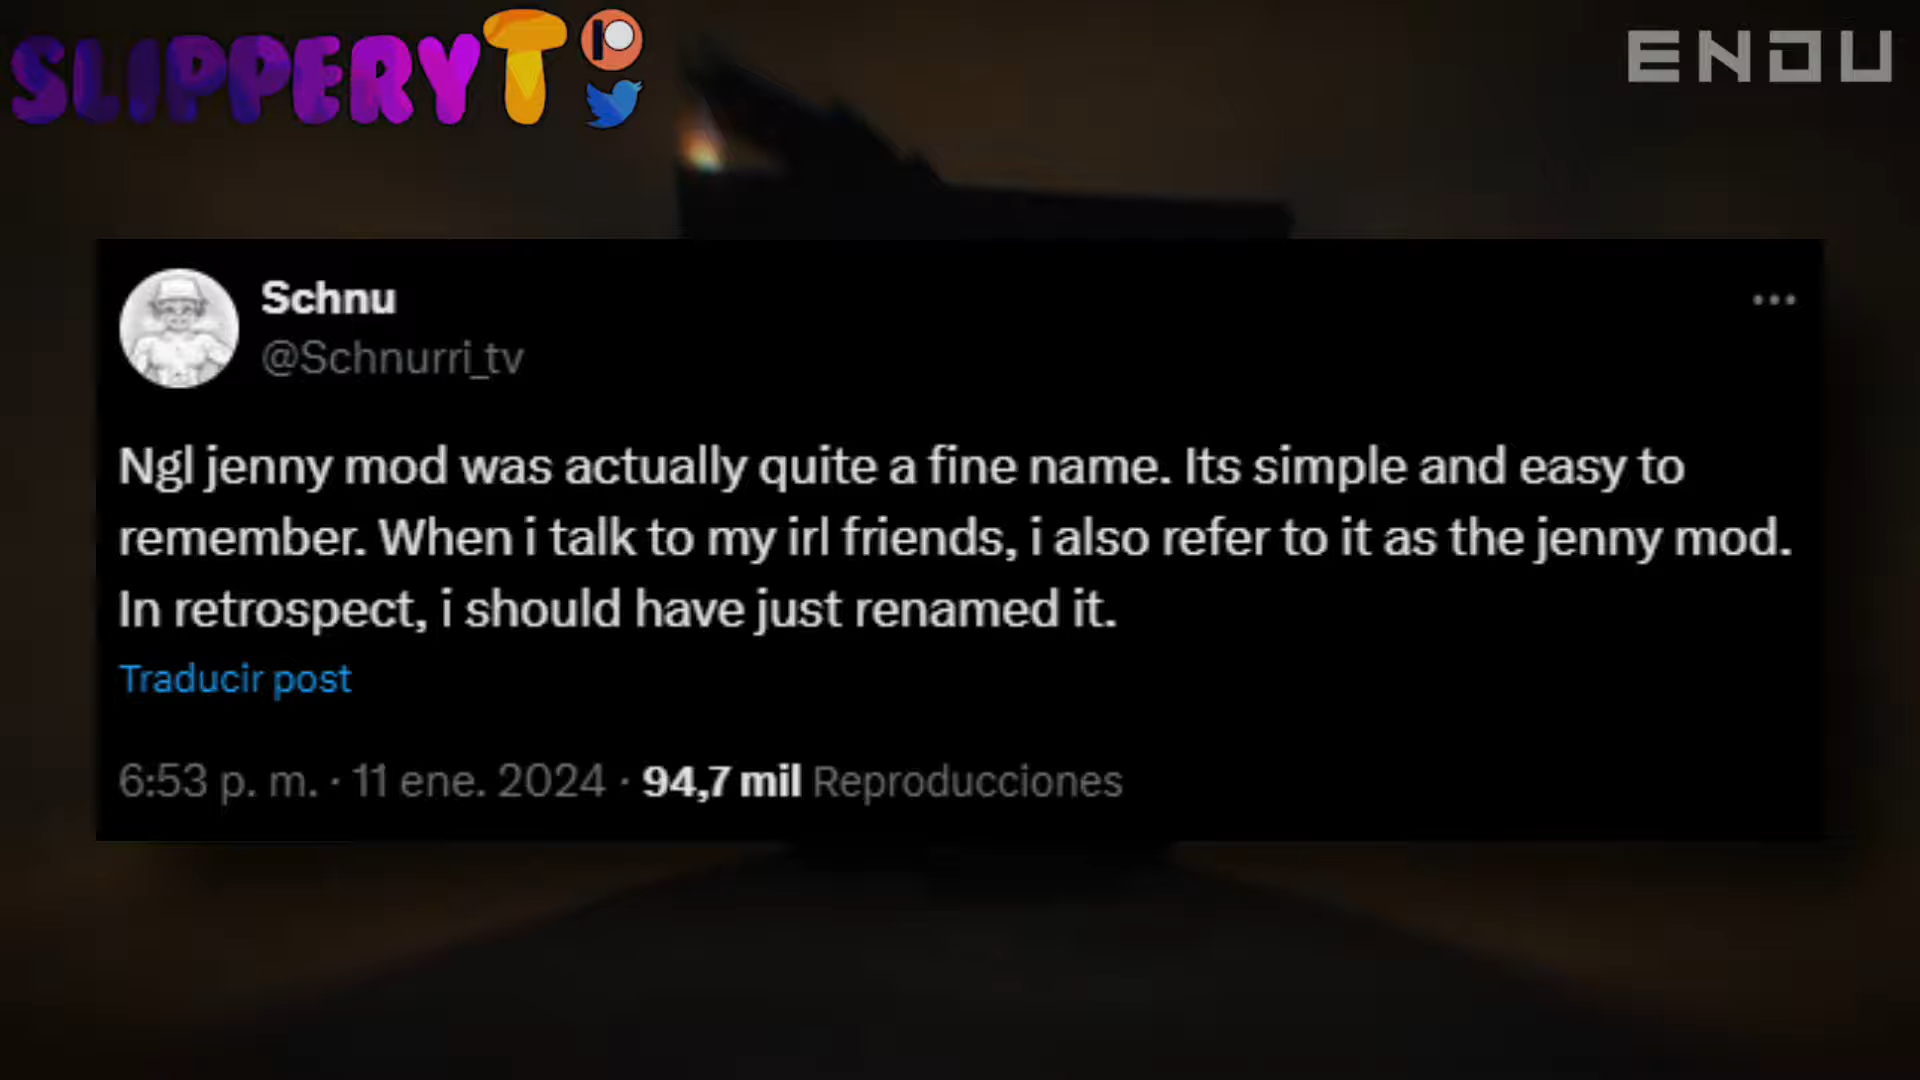 SLIPPERYT
ENDU
Schnu
@Schnurri_tv
Ngl jenny mod was actually quite a fine name. Its simple and easy to
remember. When i talk to my irl friends, i also refer to it as the jenny mod.
In retrospect, i should have just renamed it.
Traducir post
6:53 p. m. · 11 ene. 2024 · 94,7 mil Reproducciones